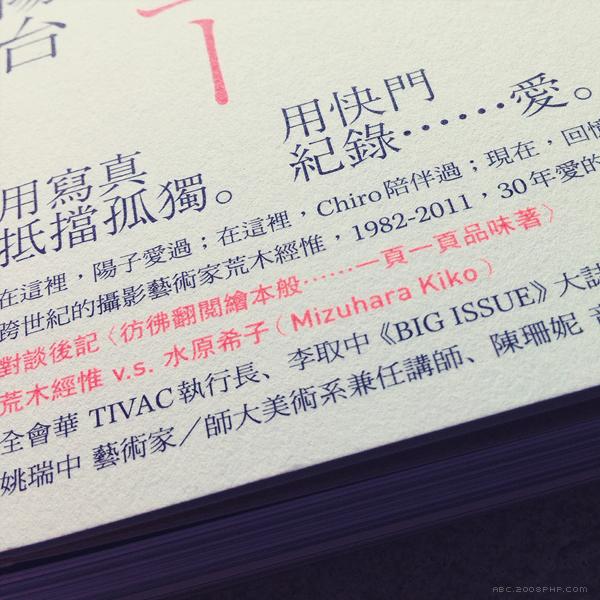 台
用快門
紀錄⋯⋯愛。
用寫真
抵擋孤獨。
在這裡，陽子愛過；在這裡，Chiro陪伴過；現在，回憶
跨世紀的攝影藝術家荒木經惟，1982-2011，30年愛的
對談後記〈彷彿翻閱繪本般⋯⋯一頁一頁品味著〉
荒木經惟 v.s. 水原希子（Mizuhara Kiko）
全會華 TIVAC執行長、李取中《BIG ISSUE》大誌
姚瑞中 藝術家／師大美術系兼任講師、陳珊妮 音
ABC.2008PHP.COM